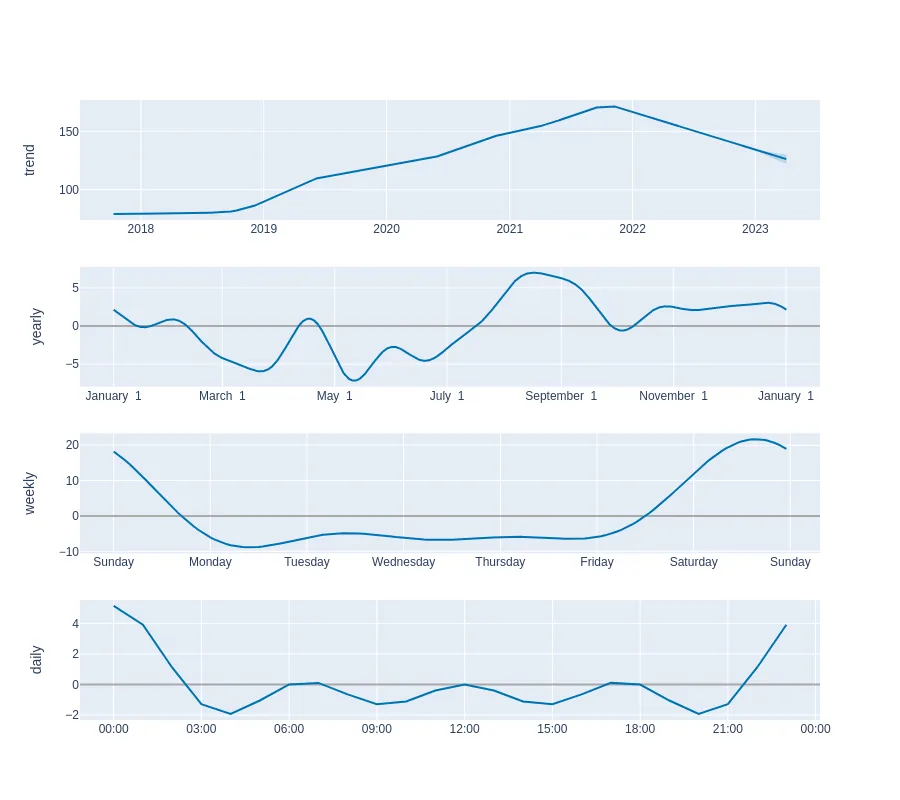 trend
150
100
2018 2019 2020 2021 2022 2023
yearly
5
0
−5
January 1 March 1 May 1 July 1 September 1 November 1 January 1
weekly
20
10
0
−10
Sunday Monday Tuesday Wednesday Thursday Friday Saturday Sunday
daily
4
2
0
−2
00:00 03:00 06:00 09:00 12:00 15:00 18:00 21:00 00:00